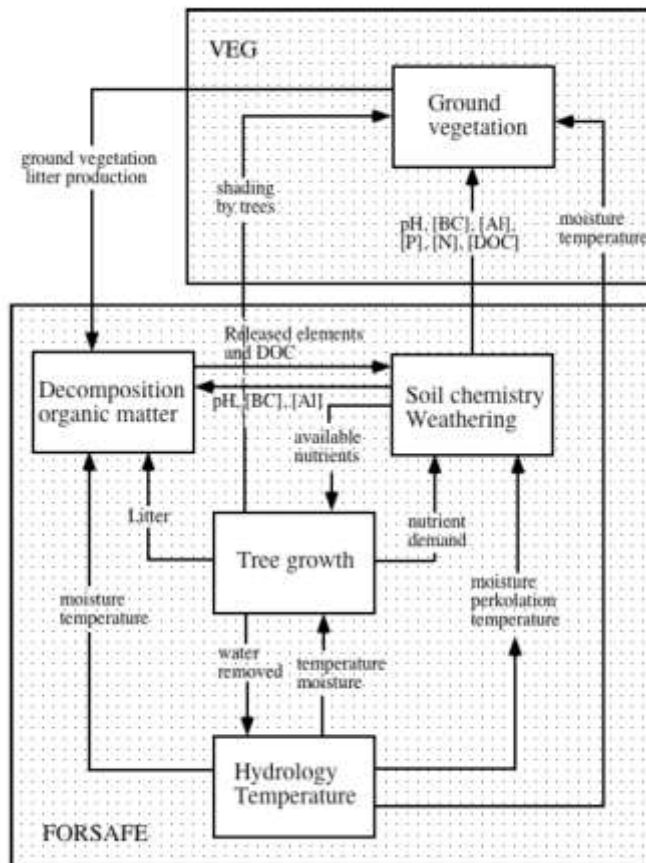 VEG
Ground
vegetation
ground vegetation
litter production
shading
by trees
pH, [BC], [Al],
[P], [N], [DOC]
moisture
temperature
Released elements
and DOC
Decomposition
organic matter
pH, [BC], [Al]
Soil chemistry
Weathering
available
nutrients
Litter
Tree growth
nutrient
demand
moisture
temperature
moisture
perkolation
temperature
water
removed
temperature
moisture
Hydrology
Temperature
FORSAFE